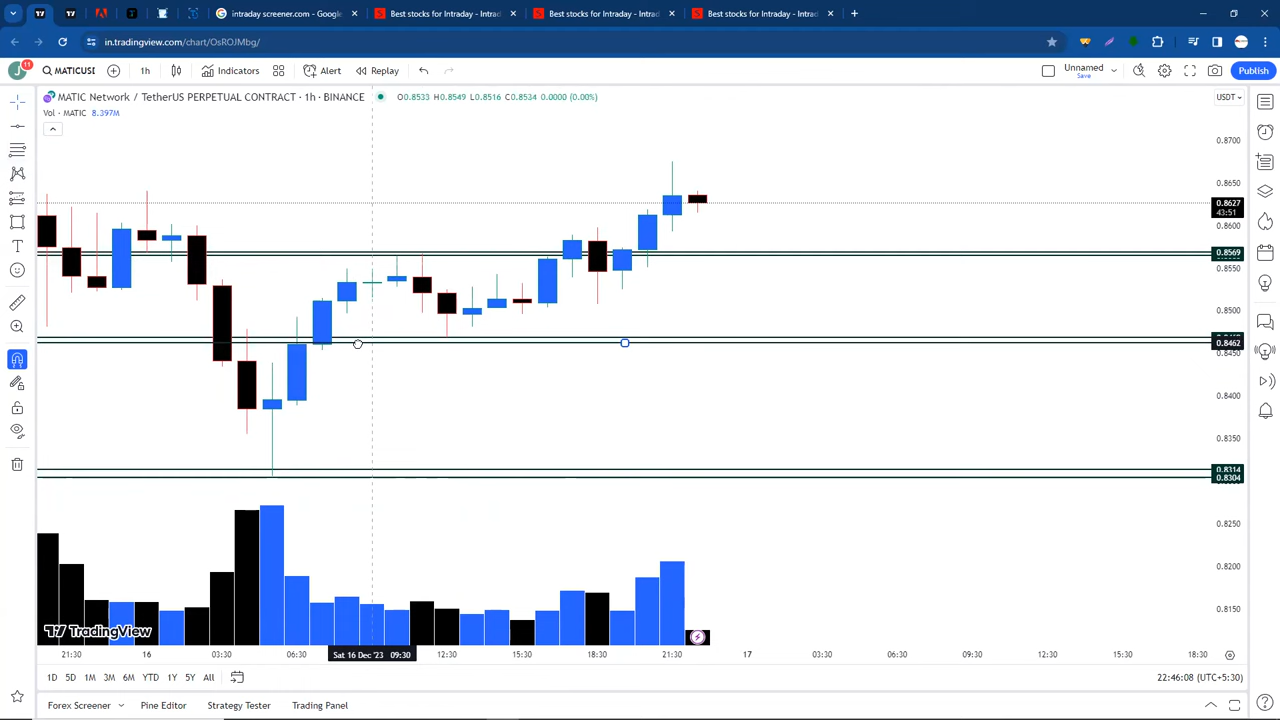 intraday screener.com - Google
Best stocks for Intraday - Intrad
Best stocks for Intraday - Intrad
Best stocks for Intraday - Intrad
in.tradingview.com/chart/OsROJMbg/
J
11
MATICUSI
1h
Indicators
Alert
Replay
Unnamed
Save
Publish
MATIC Network / TetherUS PERPETUAL CONTRACT · 1h · BINANCE
O0.8533 H0.8549 L0.8516 C0.8534 0.0000 (0.00%)
USDT
Vol · MATIC 8.397M
0.8700
0.8650
0.8627
43:51
0.8600
0.8569
0.8550
0.8500
0.8462
0.8450
0.8400
0.8350
0.8314
0.8304
0.8250
0.8200
0.8150
TradingView
21:30
16
03:30
06:30
Sat 16 Dec '23 09:30
12:30
15:30
18:30
21:30
17
03:30
06:30
09:30
12:30
15:30
18:30
1D 5D 1M 3M 6M YTD 1Y 5Y All
22:46:08 (UTC+5:30)
Forex Screener
Pine Editor
Strategy Tester
Trading Panel